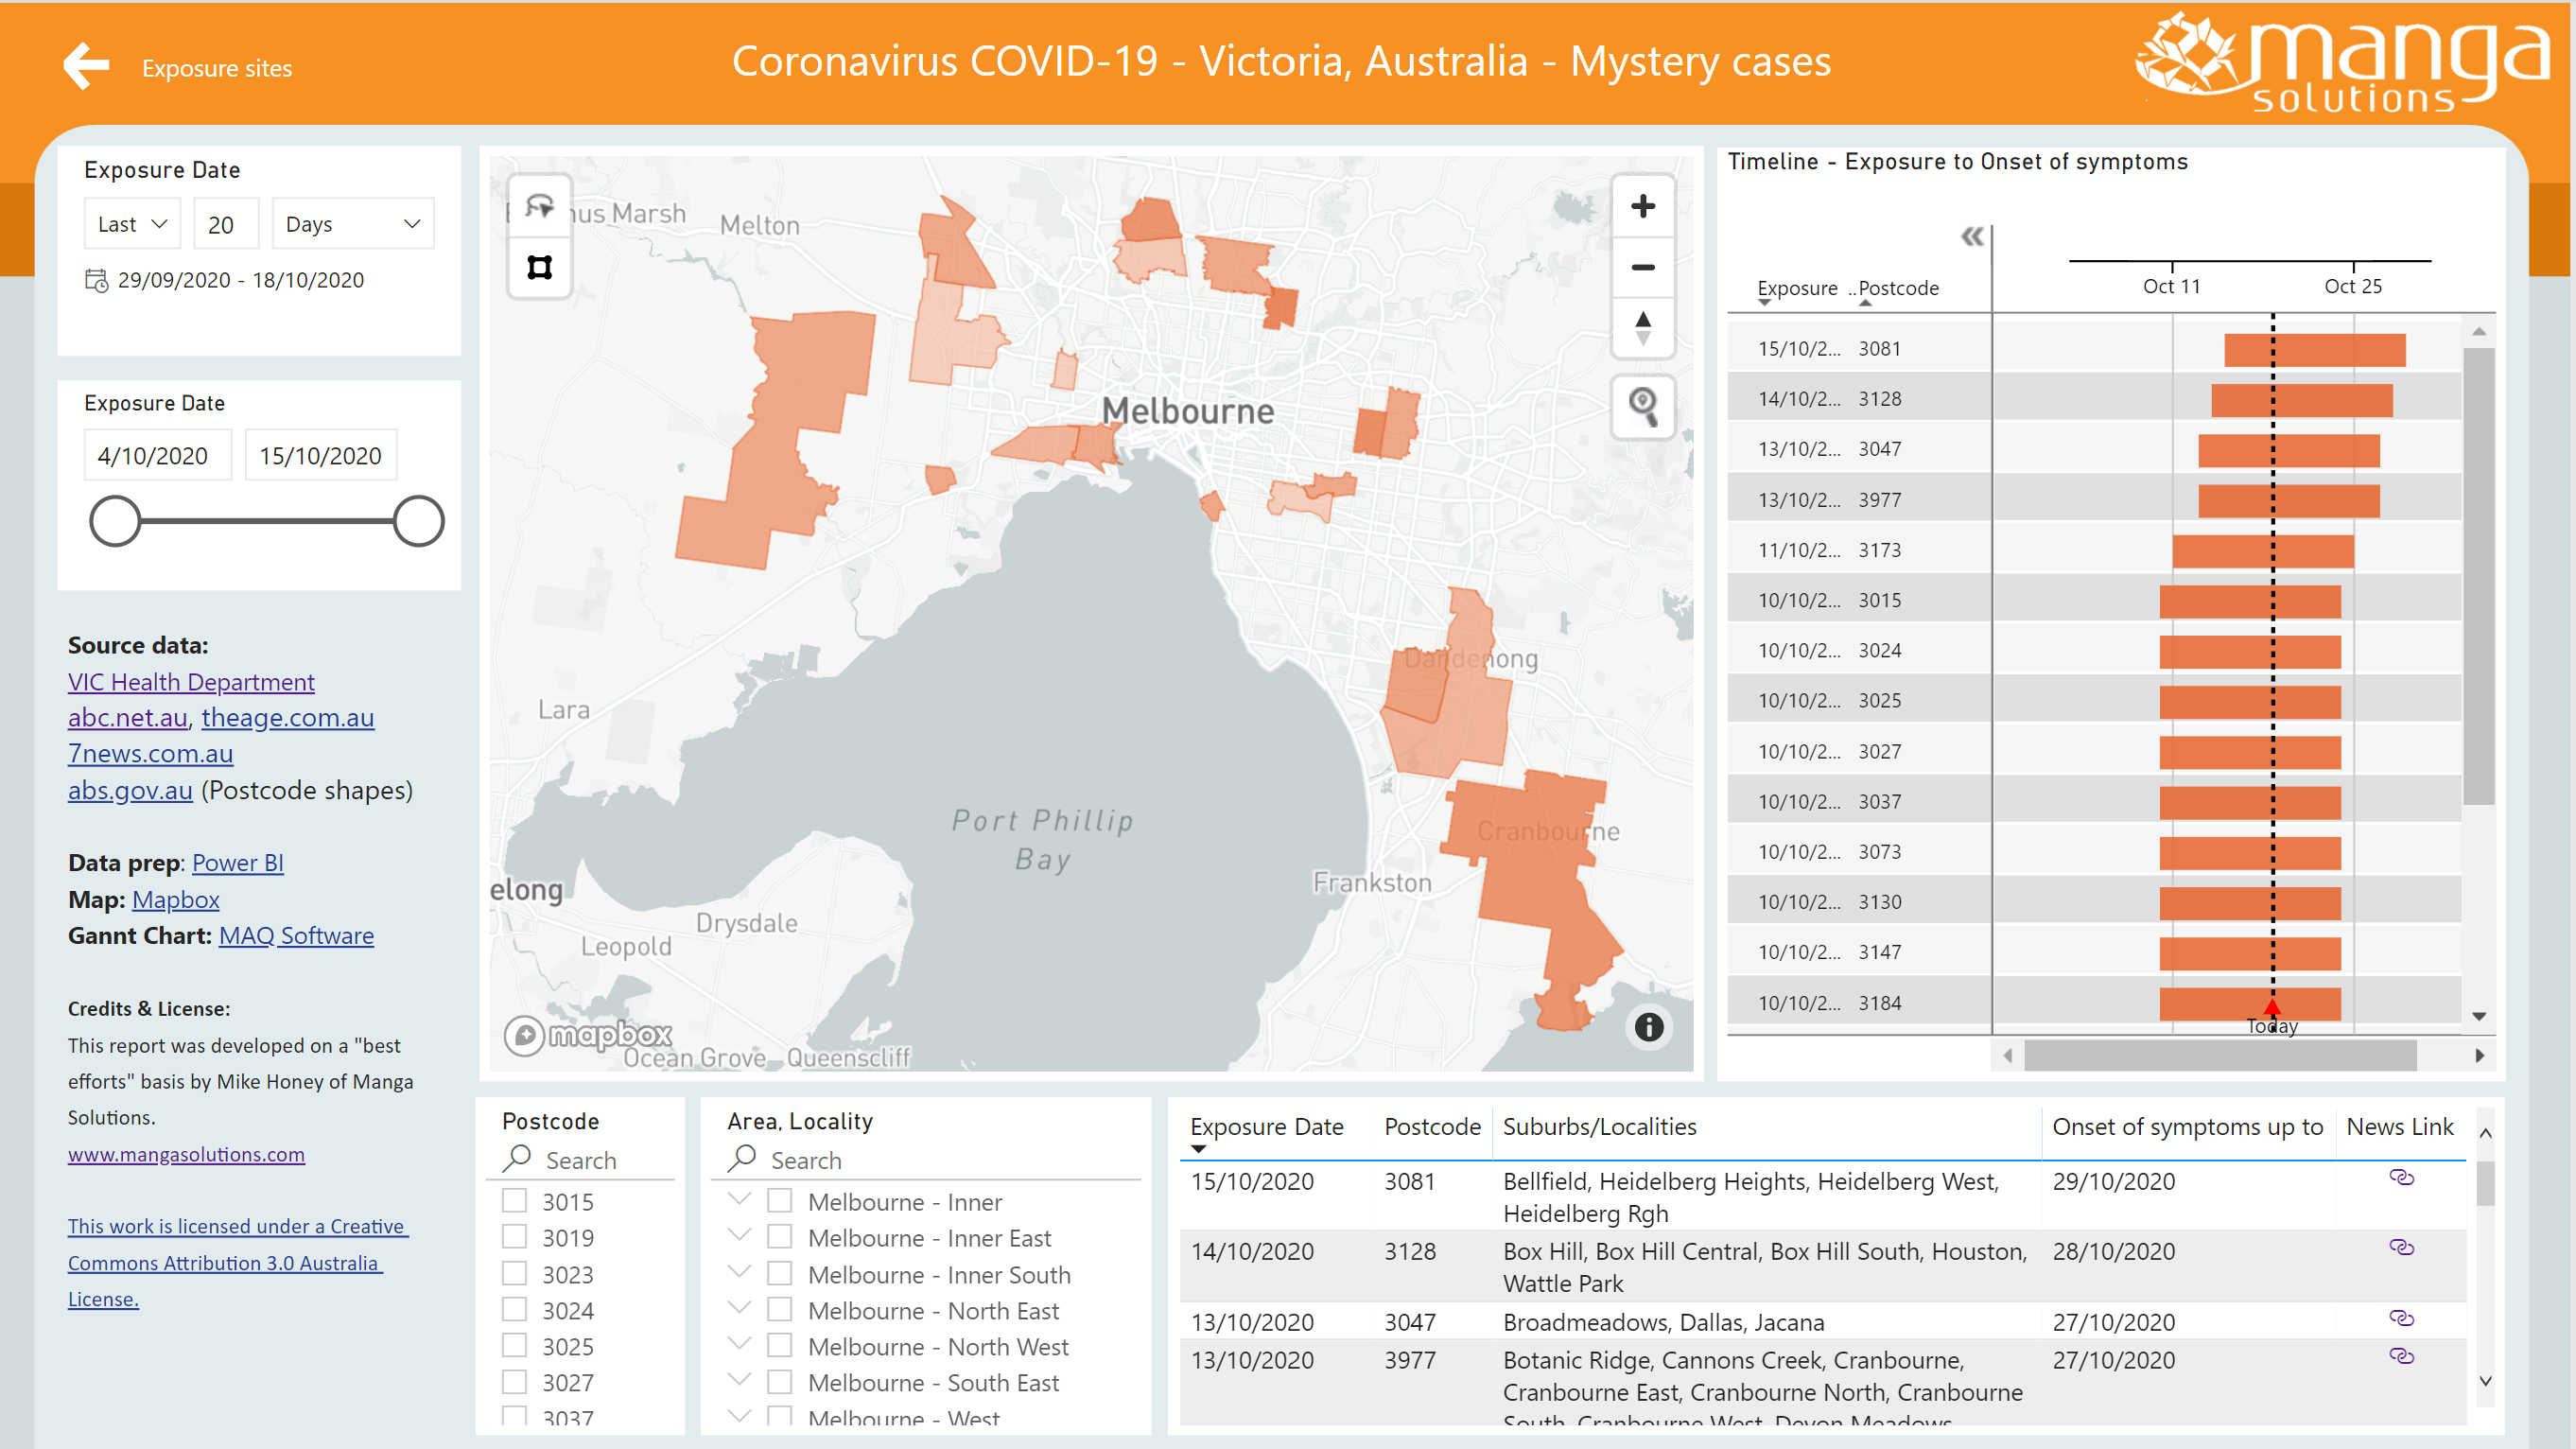 Exposure sites
Coronavirus COVID-19 - Victoria, Australia - Mystery cases
manga
solutions
Exposure Date
Last
20
Days
29/09/2020 - 18/10/2020
Exposure Date
4/10/2020
15/10/2020
Source data:
VIC Health Department
abc.net.au, theage.com.au
7news.com.au
abs.gov.au (Postcode shapes)
Data prep: Power BI
Map: Mapbox
Gannt Chart: MAQ Software
Credits & License:
This report was developed on a "best
efforts" basis by Mike Honey of Manga
Solutions.
www.mangasolutions.com
This work is licensed under a Creative
Commons Attribution 3.0 Australia
License.
Marsh
Melton
Melbourne
Dandenong
Lara
Port Phillip
Bay
Cranbourne
Frankston
elong
Drysdale
Leopold
mapbox
Ocean Grove
Queenscliff
Timeline - Exposure to Onset of symptoms
Oct 11
Oct 25
Exposure ..
Postcode
15/10/2... 3081
14/10/2... 3128
13/10/2... 3047
13/10/2... 3977
11/10/2... 3173
10/10/2... 3015
10/10/2... 3024
10/10/2... 3025
10/10/2... 3027
10/10/2... 3037
10/10/2... 3073
10/10/2... 3130
10/10/2... 3147
10/10/2... 3184
Today
Postcode
Search
3015
3019
3023
3024
3025
3027
3037
Area, Locality
Search
Melbourne - Inner
Melbourne - Inner East
Melbourne - Inner South
Melbourne - North East
Melbourne - North West
Melbourne - South East
Melbourne - West
Exposure Date Postcode Suburbs/Localities Onset of symptoms up to News Link
15/10/2020 3081 Bellfield, Heidelberg Heights, Heidelberg West, 29/10/2020
Heidelberg Rgh
14/10/2020 3128 Box Hill, Box Hill Central, Box Hill South, Houston, 28/10/2020
Wattle Park
13/10/2020 3047 Broadmeadows, Dallas, Jacana 27/10/2020
13/10/2020 3977 Botanic Ridge, Cannons Creek, Cranbourne, 27/10/2020
Cranbourne East, Cranbourne North, Cranbourne
South, Cranbourne West, Devon Meadows